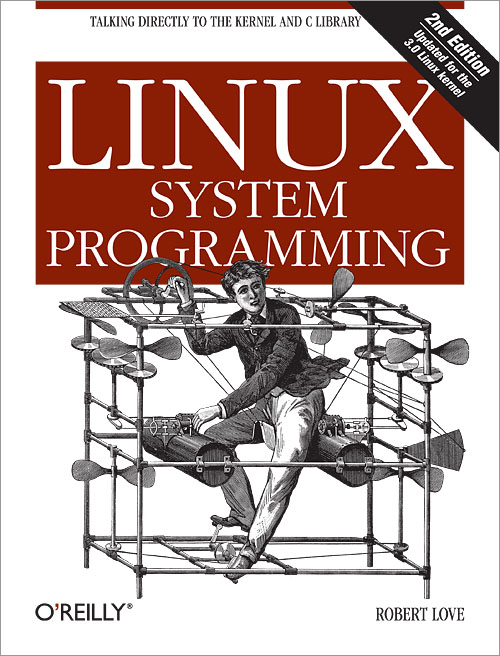 TALKING DIRECTLY TO THE KERNEL AND C LIBRARY
2nd Edition
Updated for the
3.0 Linux kernel
LINUX
SYSTEM
PROGRAMMING
O'REILLY®
ROBERT LOVE